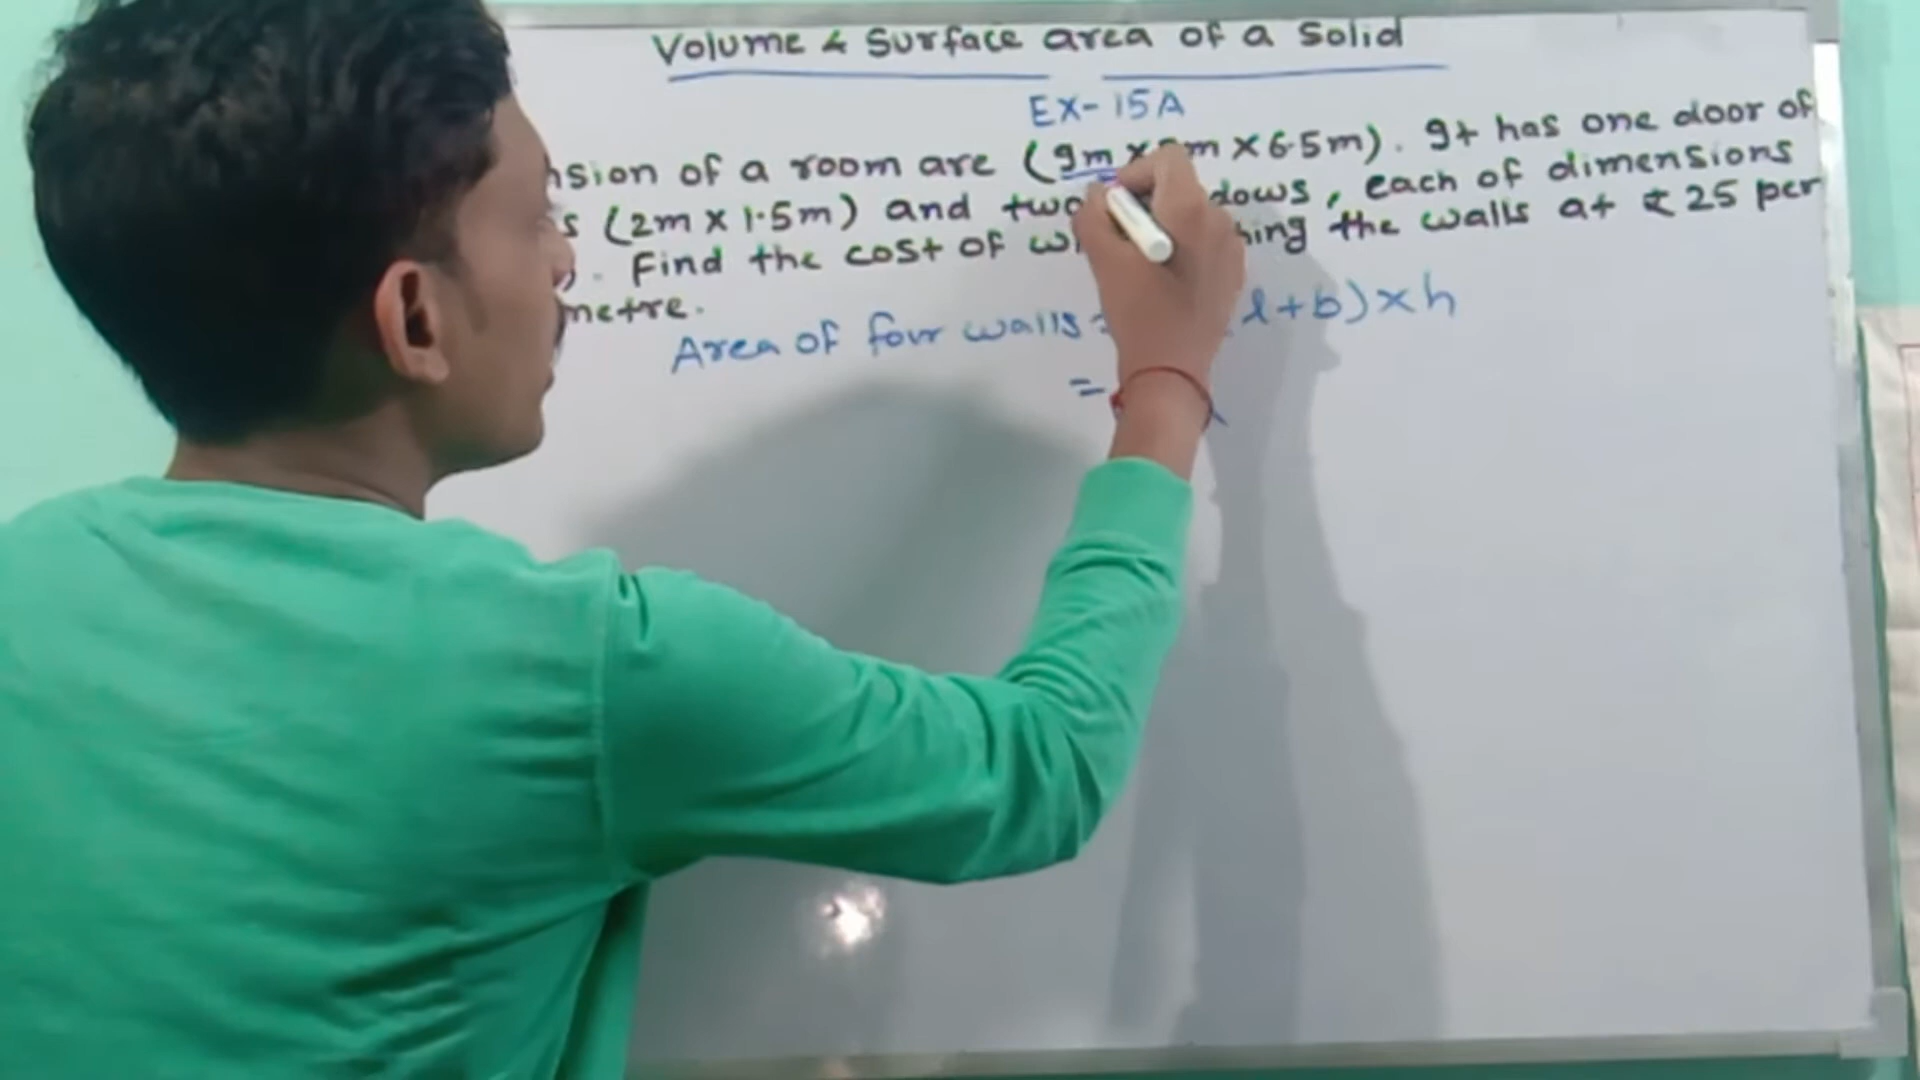 Volume & Surface area of a Solid
EX-15A
nsion of a room are (9m × m × 6.5m). It has one door of
s (2m × 1.5m) and two dows, each of dimensions
). Find the cost of hing the walls at ₹ 25 per
metre.
Area of four walls = l+b) × h
=